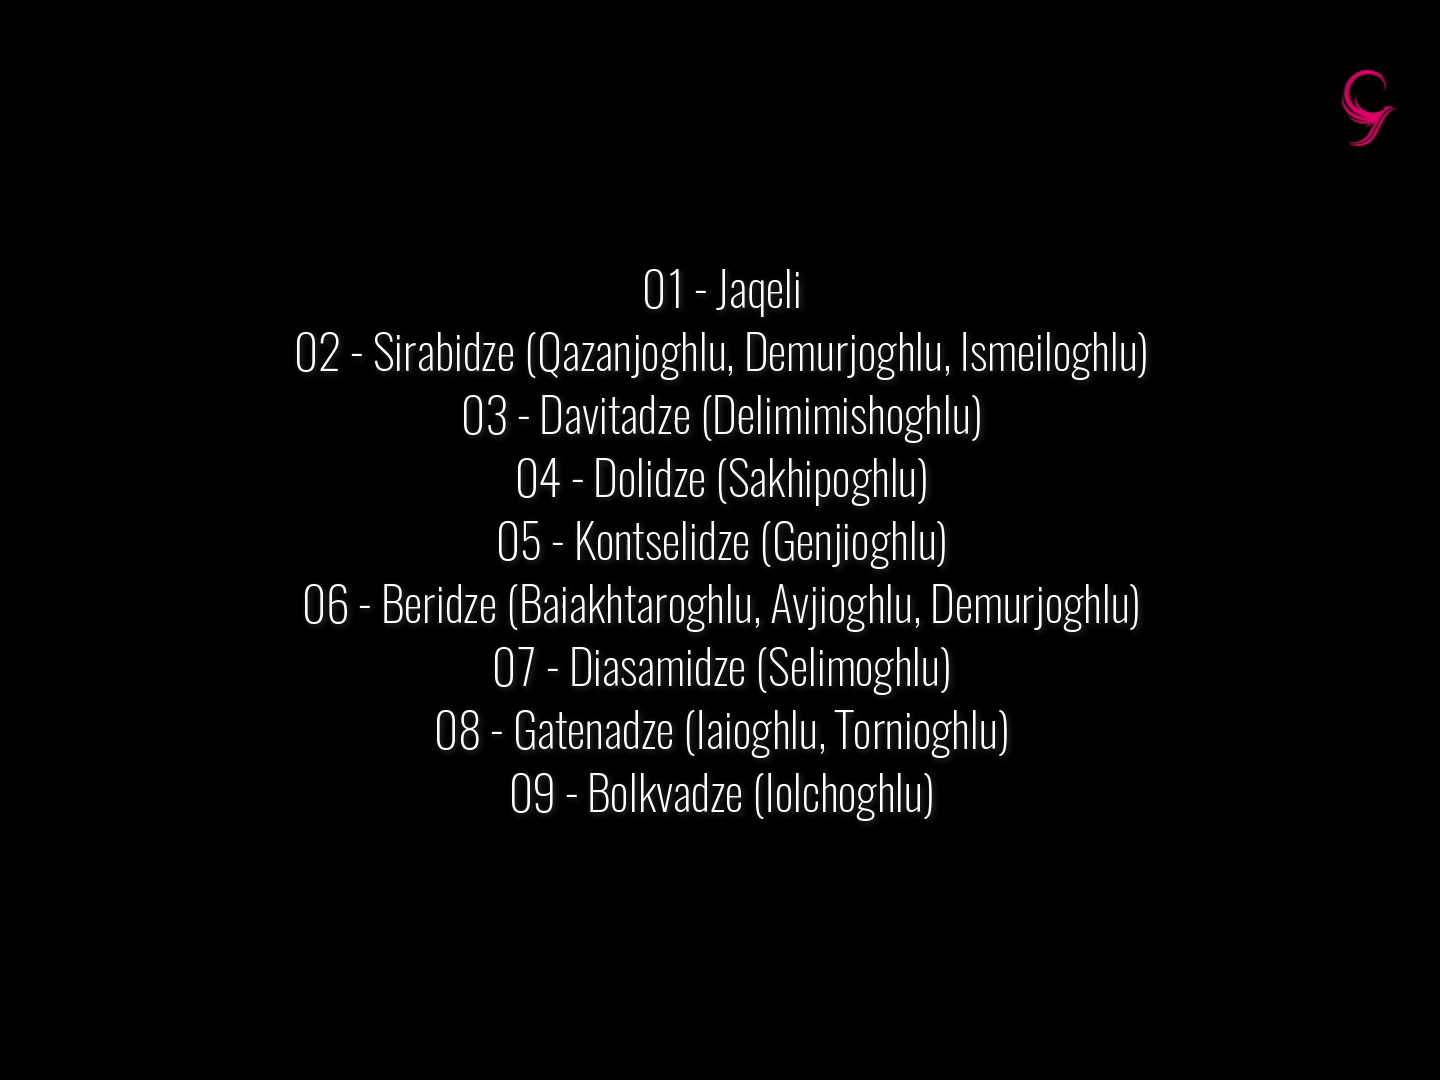 01 - Jaqeli
02 - Sirabidze (Qazanjoghlu, Demurjoghlu, Ismeiloghlu)
03 - Davitadze (Delimimishoghlu)
04 - Dolidze (Sakhipoghlu)
05 - Kontselidze (Genjioghlu)
06 - Beridze (Baiakhtaroghlu, Avjioghlu, Demurjoghlu)
07 - Diasamidze (Selimoghlu)
08 - Gatenadze (Iaioghlu, Tornioghlu)
09 - Bolkvadze (Iolchoghlu)